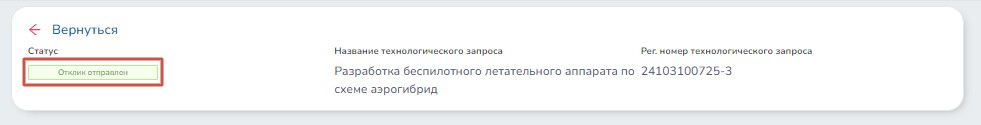 Вернуться
Статус
Название технологического запроса
Рег. номер технологического запроса
Отклик отправлен
Разработка беспилотного летательного аппарата по
схеме аэрогибрид
24103100725-3